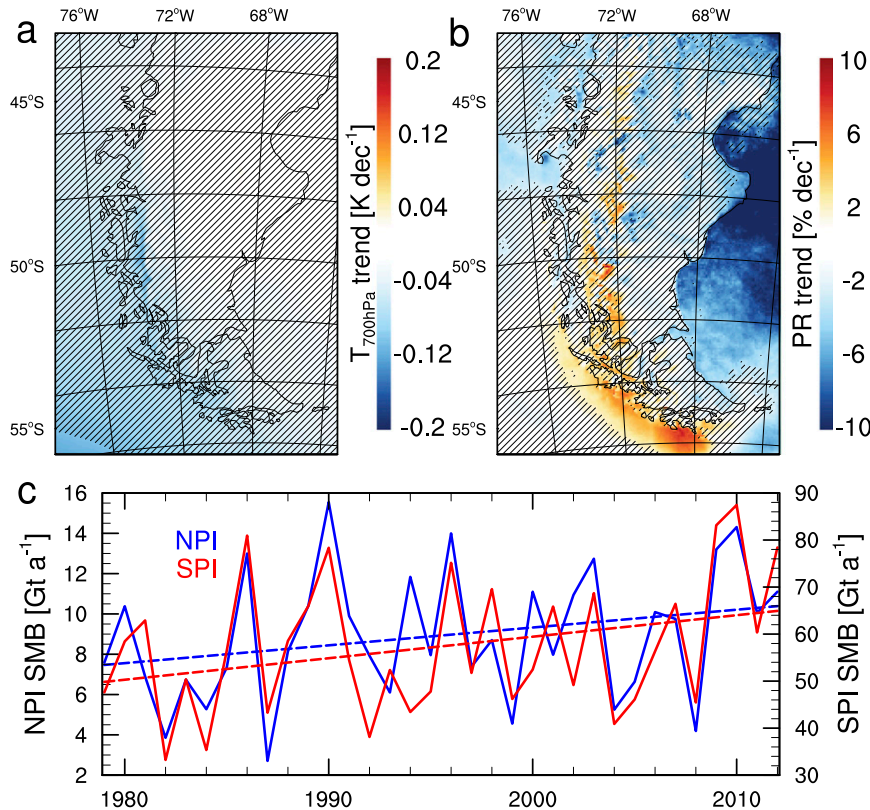 76°W 72°W 68°W
76°W 72°W 68°W
a
b
45°S
50°S
55°S
0.2
0.12
0.04
-0.04
-0.12
-0.2
T700hPa trend [K dec-1]
45°S
50°S
55°S
10
6
2
-2
-6
-10
PR trend [% dec-1]
c
16
14
12
10
8
6
4
2
NPI SMB [Gt a-1]
NPI
SPI
90
80
70
60
50
40
30
SPI SMB [Gt a-1]
1980 1990 2000 2010